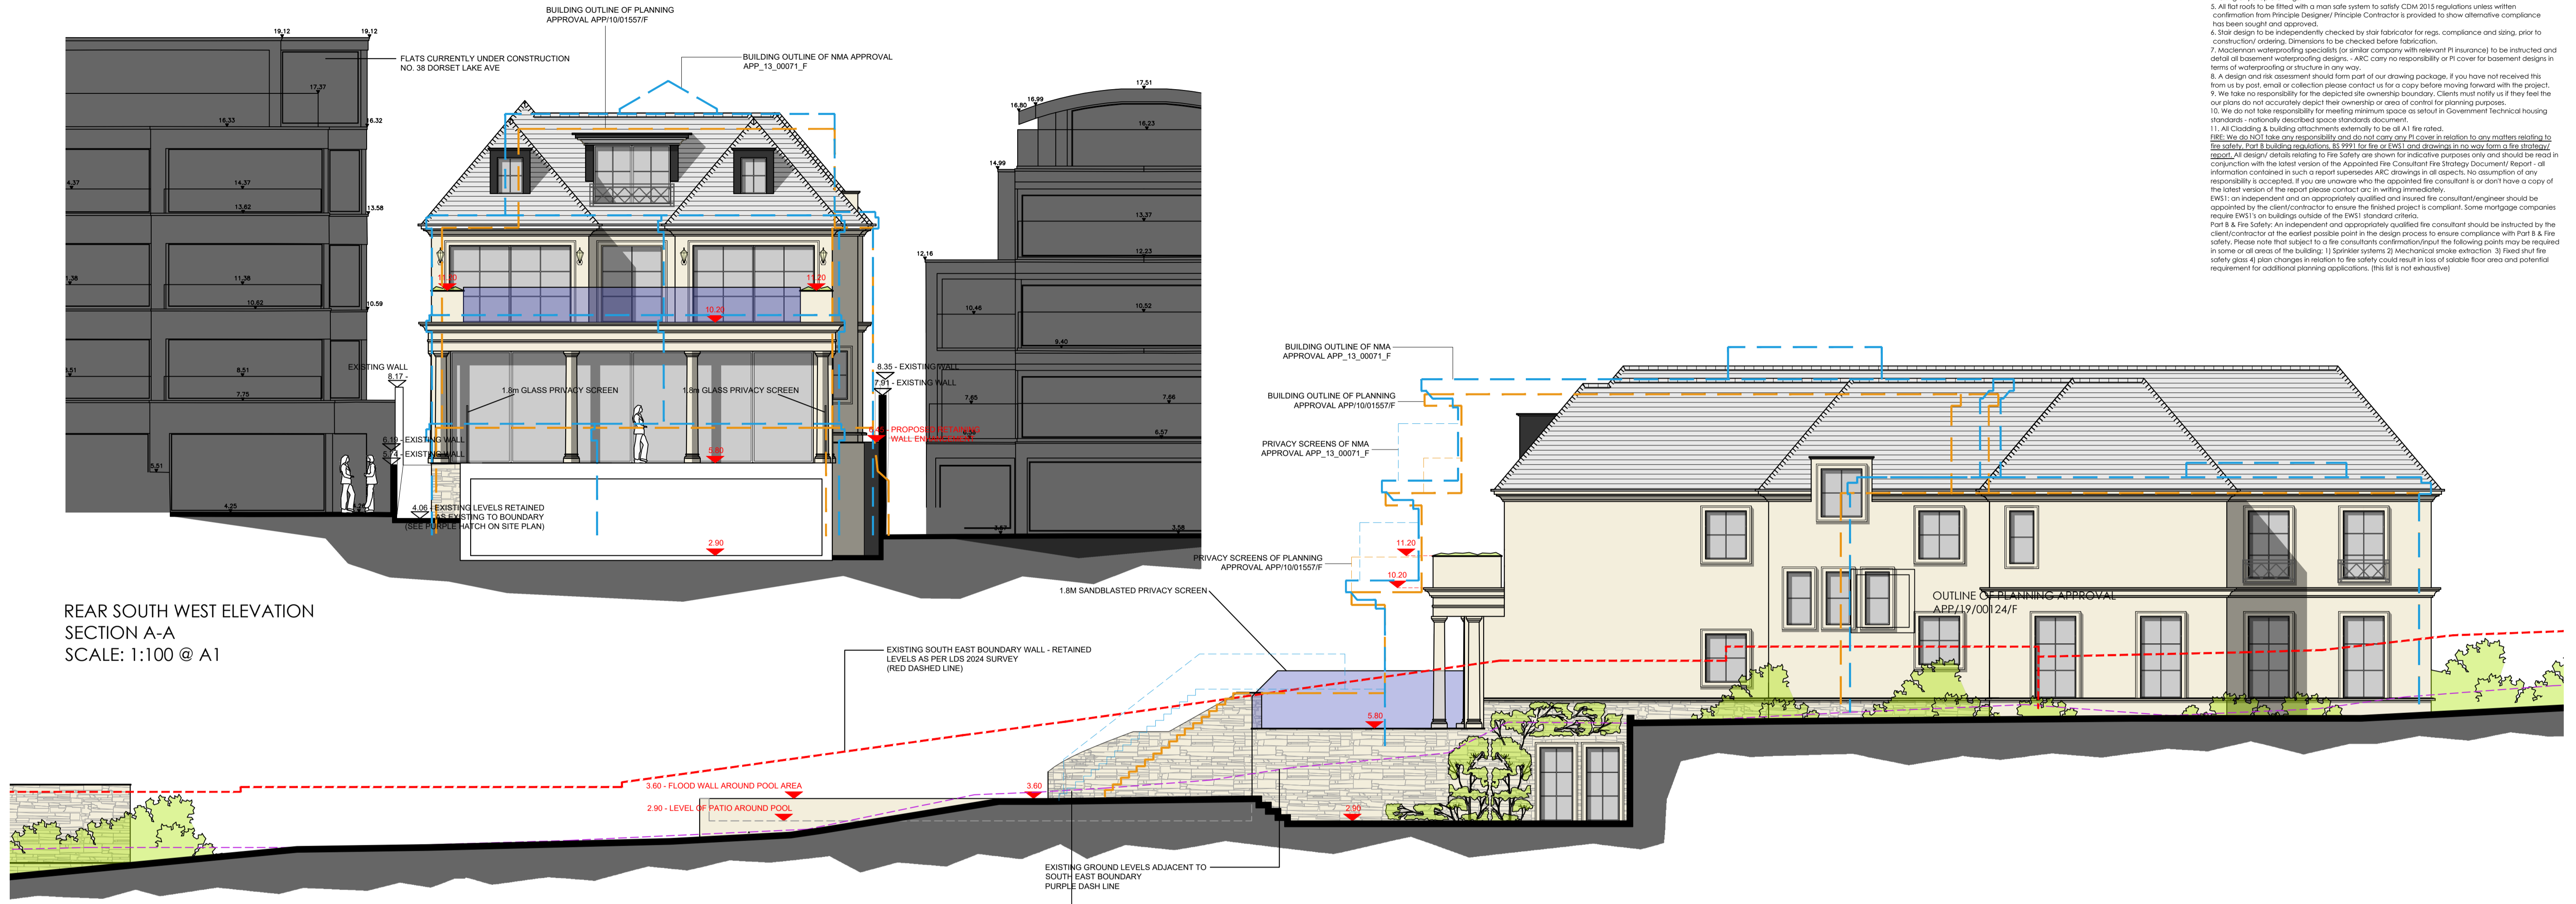 BUILDING OUTLINE OF PLANNING
APPROVAL APP/10/01557/F
19.12
19.12
FLATS CURRENTLY UNDER CONSTRUCTION
NO. 38 DORSET LAKE AVE
BUILDING OUTLINE OF NMA APPROVAL
APP_13_00071_F
17.37
16.33
16.32
4.37
14.37
13.62
13.58
1.38
11.38
10.62
10.59
8.51
7.75
5.51
4.25
11.20
11.20
10.20
EXISTING WALL
8.17 -
1.8m GLASS PRIVACY SCREEN
1.8m GLASS PRIVACY SCREEN
8.35 - EXISTING WALL
7.91 - EXISTING WALL
6.19 - EXISTING WALL
5.74 - EXISTING WALL
PROPOSED RETAINING
WALL ENHANCEMENT
5.80
4.06 - EXISTING LEVELS RETAINED
AS EXISTING TO BOUNDARY
(SEE PURPLE HATCH ON SITE PLAN)
2.90
17.51
16.99
16.80
16.23
14.99
13.37
12.23
12.16
10.46
10.52
9.40
7.65
7.66
6.57
3.57
3.58
REAR SOUTH WEST ELEVATION
SECTION A-A
SCALE: 1:100 @ A1
5. All flat roofs to be fitted with a man safe system to satisfy CDM 2015 regulations unless written
confirmation from Principle Designer/ Principle Contractor is provided to show alternative compliance
has been sought and approved.
6. Stair design to be independently checked by stair fabricator for regs. compliance and sizing, prior to
construction/ ordering. Dimensions to be checked before fabrication.
7. Maclennan waterproofing specialists (or similar company with relevant PI insurance) to be instructed and
detail all basement waterproofing designs. - ARC carry no responsibility or PI cover for basement designs in
terms of waterproofing or structure in any way.
8. A design and risk assessment should form part of our drawing package, if you have not received this
from us by post, email or collection please contact us for a copy before moving forward with the project.
9. We take no responsibility for the depicted site ownership boundary. Clients must notify us if they feel the
our plans do not accurately depict their ownership or area of control for planning purposes.
10. We do not take responsibility for meeting minimum space as setout in Government Technical housing
standards - nationally described space standards document.
11. All Cladding & building attachments externally to be all A1 fire rated.
FIRE: We do NOT take any responsibility and do not carry any PI cover in relation to any matters relating to
fire safety, Part B building regulations, BS 9991 for fire or EWS1 and drawings in no way form a fire strategy/
report. All design/ details relating to Fire Safety are shown for indicative purposes only and should be read in
conjunction with the latest version of the Appointed Fire Consultant Fire Strategy Document/ Report - all
information contained in such a report supersedes ARC drawings in all aspects. No assumption of any
responsibility is accepted. If you are unaware who the appointed fire consultant is or don't have a copy of
the latest version of the report please contact arc in writing immediately.
EWS1: an independent and an appropriately qualified and insured fire consultant/engineer should be
appointed by the client/contractor to ensure the finished project is compliant. Some mortgage companies
require EWS1's on buildings outside of the EWS1 standard criteria.
Part B & Fire Safety: An independent and appropriately qualified fire consultant should be instructed by the
client/contractor at the earliest possible point in the design process to ensure compliance with Part B & Fire
safety. Please note that subject to a fire consultants confirmation/input the following points may be required
in some or all areas of the building; 1) Sprinkler systems 2) Mechanical smoke extraction 3) Fixed shut fire
safety glass 4) plan changes in relation to fire safety could result in loss of salable floor area and potential
requirement for additional planning applications. (this list is not exhaustive)
BUILDING OUTLINE OF NMA
APPROVAL APP_13_00071_F
BUILDING OUTLINE OF PLANNING
APPROVAL APP/10/01557/F
PRIVACY SCREENS OF NMA
APPROVAL APP_13_00071_F
PRIVACY SCREENS OF PLANNING
APPROVAL APP/10/01557/F
11.20
10.20
1.8M SANDBLASTED PRIVACY SCREEN
OUTLINE OF PLANNING APPROVAL
APP/19/00124/F
EXISTING SOUTH EAST BOUNDARY WALL - RETAINED
LEVELS AS PER LDS 2024 SURVEY
(RED DASHED LINE)
5.80
3.60 - FLOOD WALL AROUND POOL AREA
3.60
2.90 - LEVEL OF PATIO AROUND POOL
2.90
EXISTING GROUND LEVELS ADJACENT TO
SOUTH EAST BOUNDARY
PURPLE DASH LINE